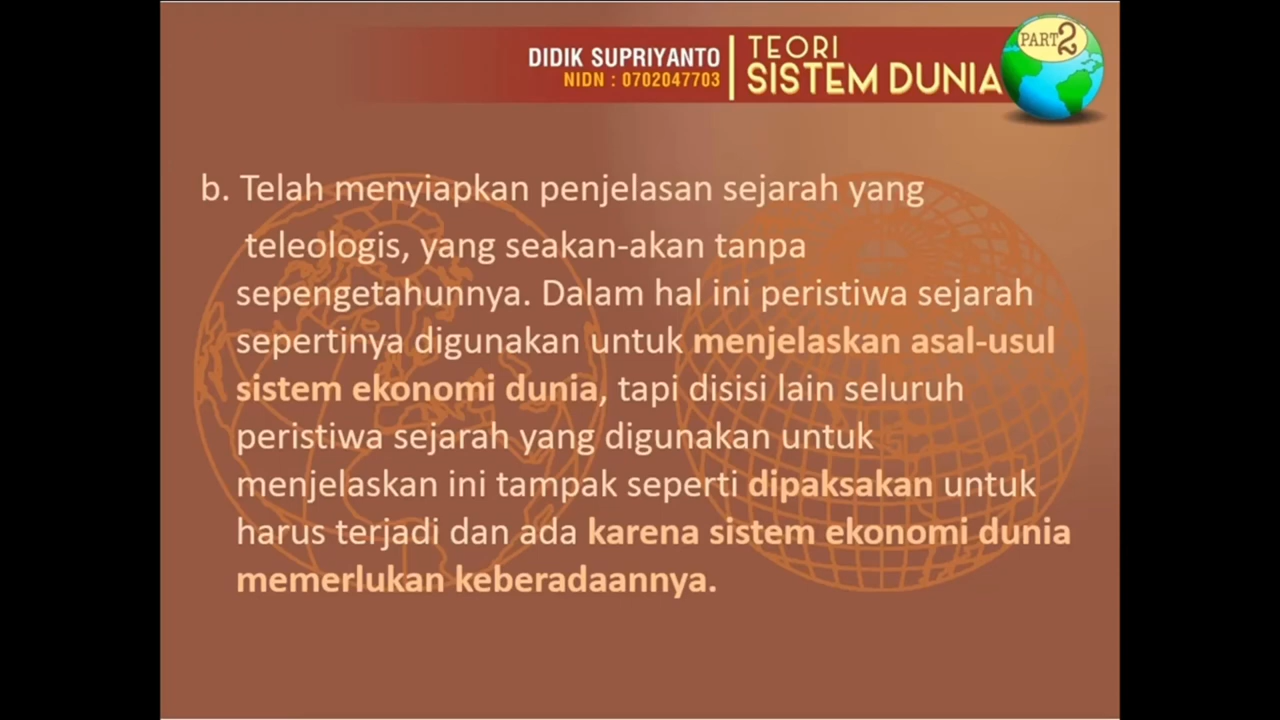 DIDIK SUPRIYANTO
NIDN : 0702047703
TEORI
SISTEM DUNIA
PART 2
b. Telah menyiapkan penjelasan sejarah yang
teleologis, yang seakan-akan tanpa
sepengetahunnya. Dalam hal ini peristiwa sejarah
sepertinya digunakan untuk menjelaskan asal-usul
sistem ekonomi dunia, tapi disisi lain seluruh
peristiwa sejarah yang digunakan untuk
menjelaskan ini tampak seperti dipaksakan untuk
harus terjadi dan ada karena sistem ekonomi dunia
memerlukan keberadaannya.